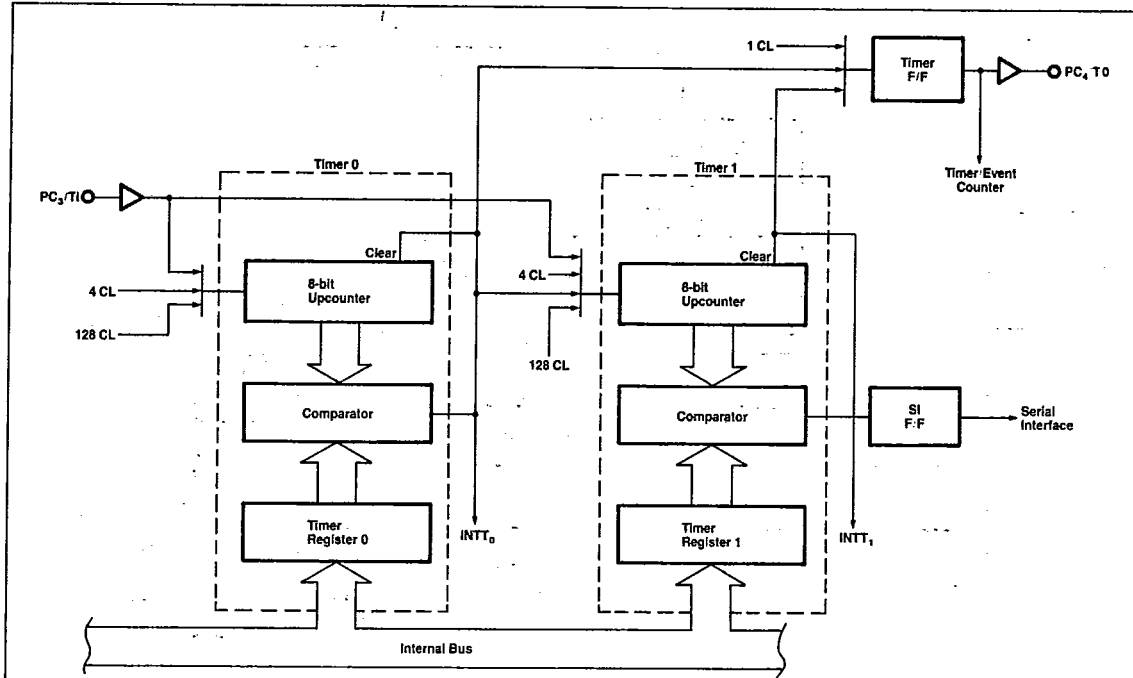 1 CL
Timer
F/F
PC4 T0
Timer Event
Counter
Timer 0
Timer 1
PC3/TI
Clear
Clear
4 CL
128 CL
8-bit
Upcounter
4 CL
128 CL
8-bit
Upcounter
Comparator
Comparator
SI
F/F
Serial
Interface
Timer
Register 0
INTT0
Timer
Register 1
INTT1
Internal Bus